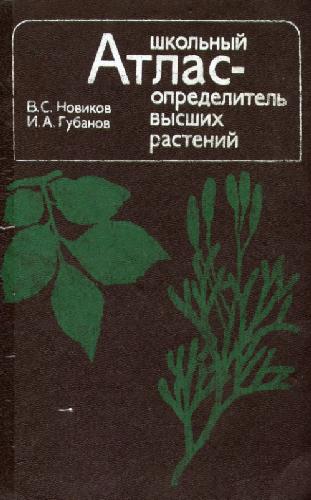 школьный
Атлас-
определитель
высших
растений
В.С. Новиков
И.А. Губанов